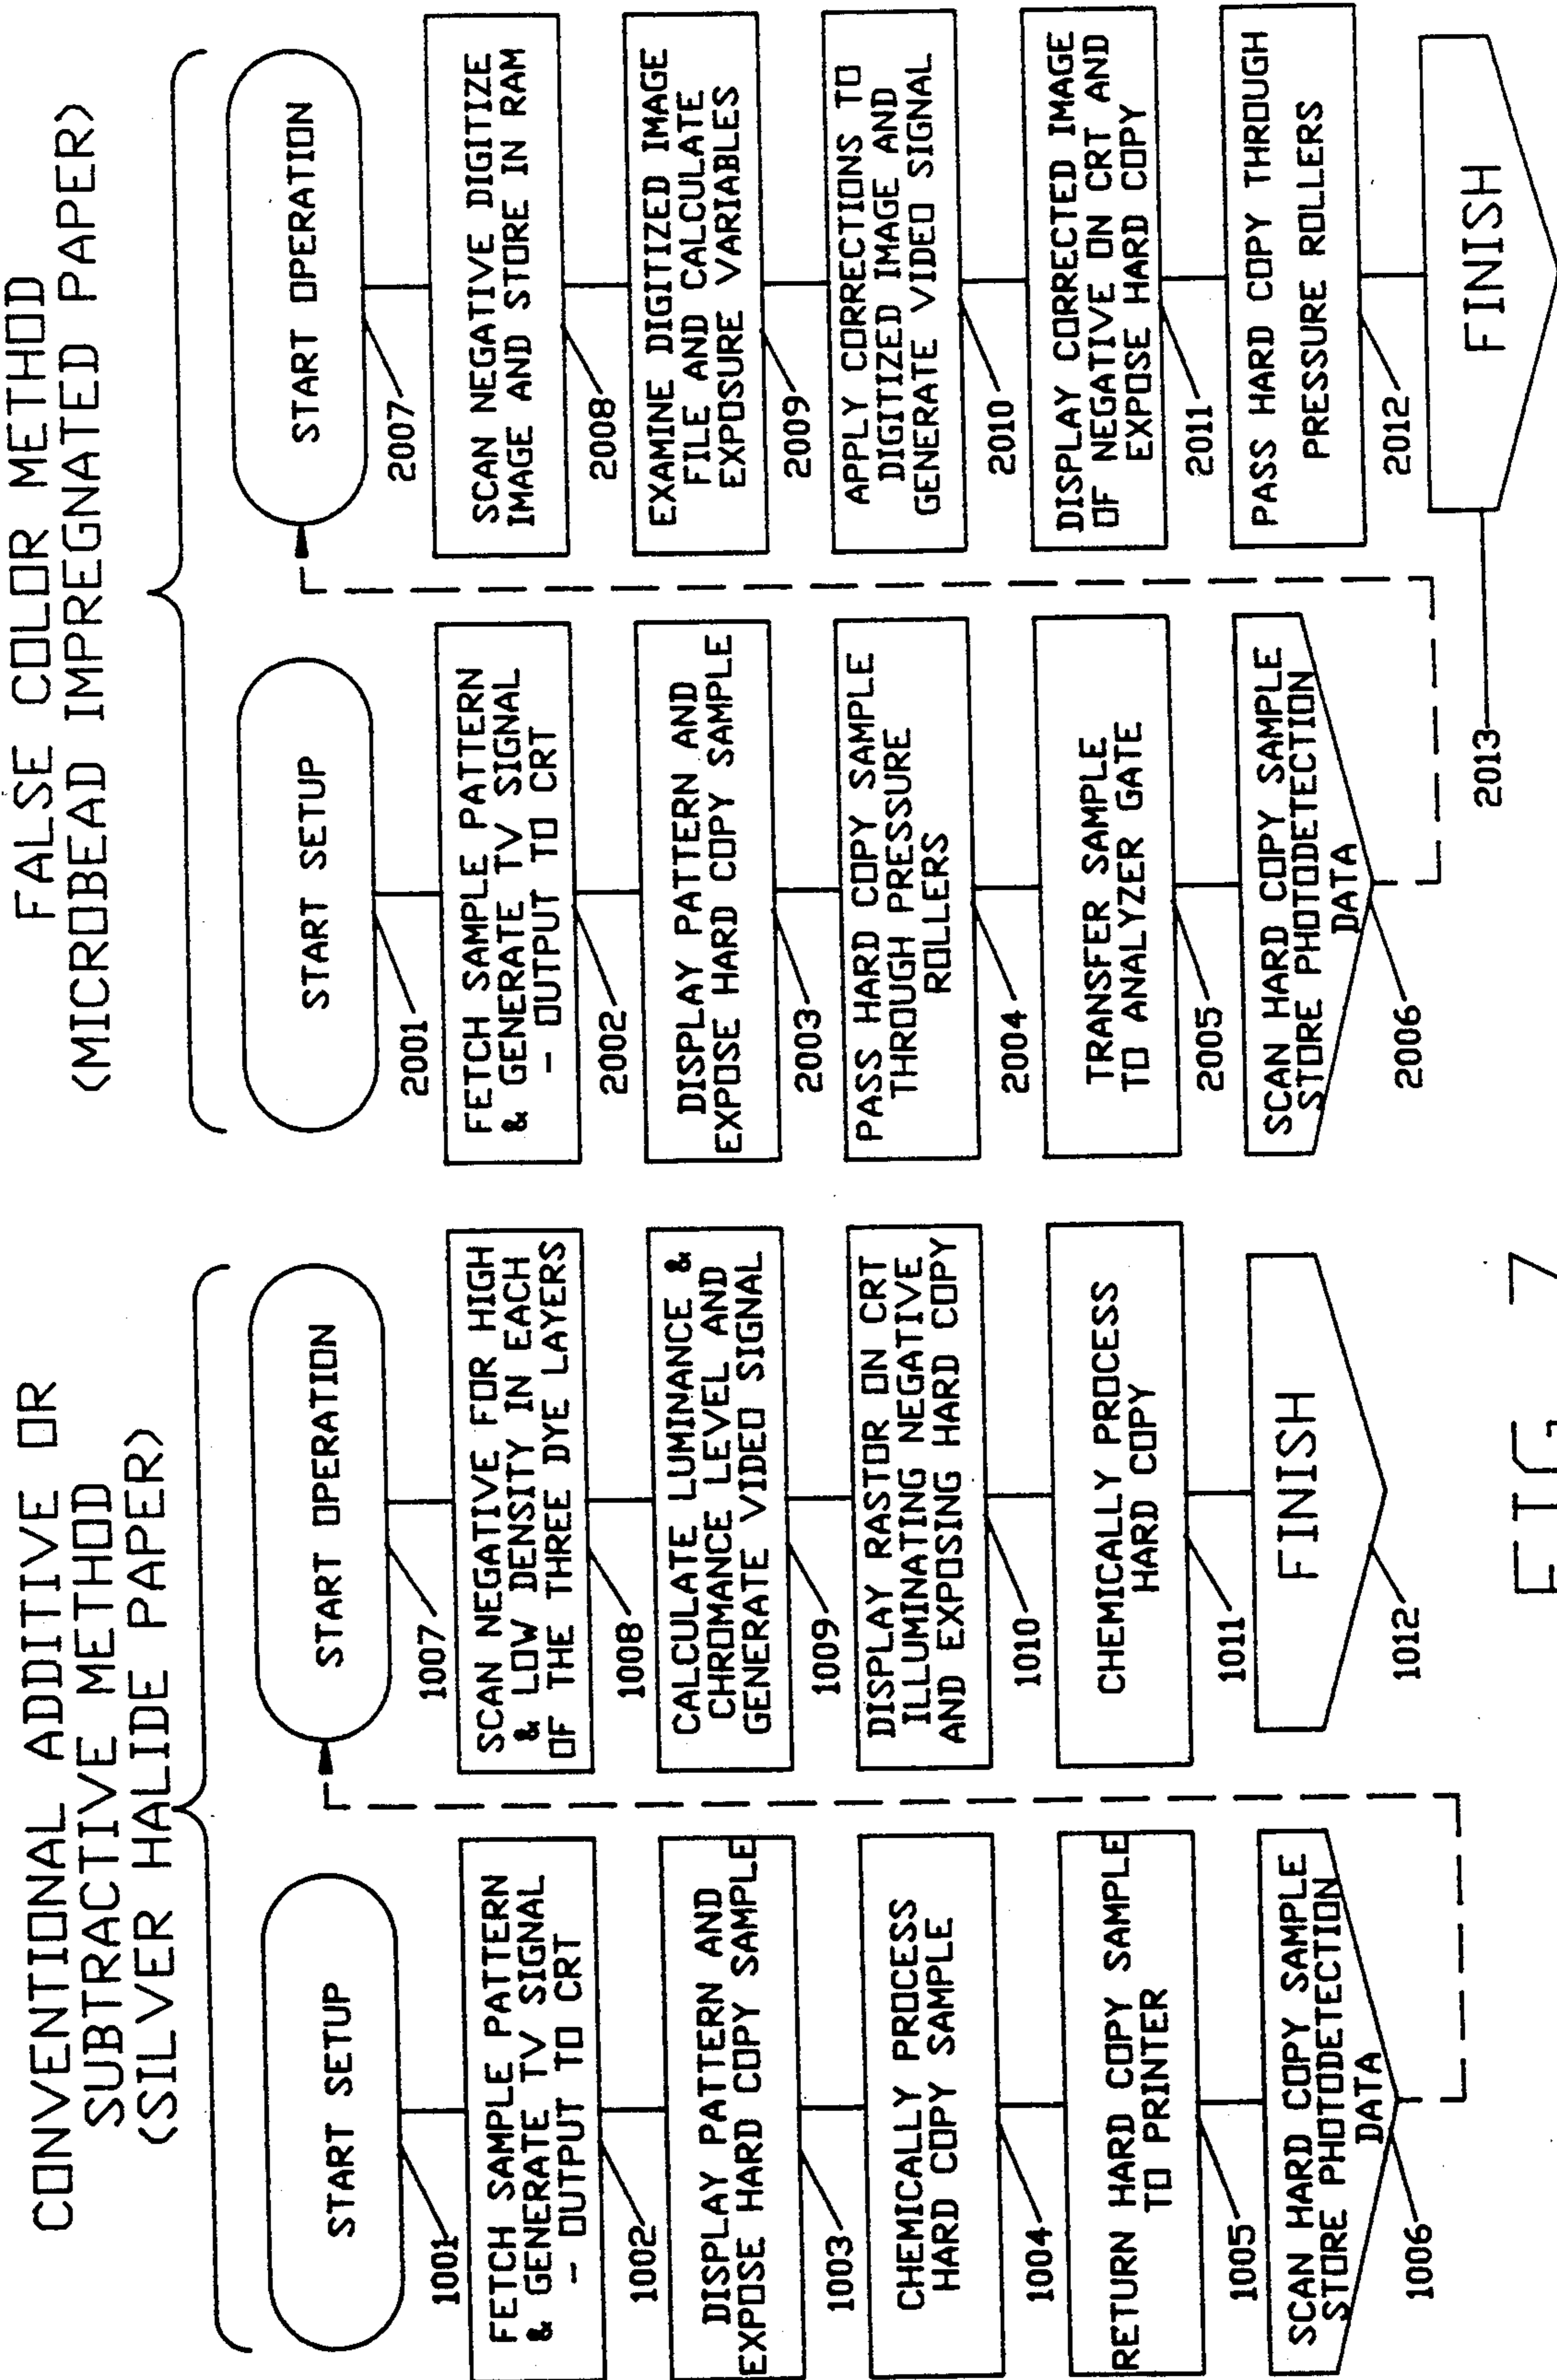 CONVENTIONAL ADDITIVE OR
SUBTRACTIVE METHOD
(SILVER HALIDE PAPER)
START SETUP
1001
FETCH SAMPLE PATTERN
& GENERATE TV SIGNAL
- OUTPUT TO CRT
1002
DISPLAY PATTERN AND
EXPOSE HARD COPY SAMPLE
1003
CHEMICALLY PROCESS
HARD COPY SAMPLE
1004
RETURN HARD COPY SAMPLE
TO PRINTER
1005
SCAN HARD COPY SAMPLE
STORE PHOTODETECTION
DATA
1006
START OPERATION
1007
SCAN NEGATIVE FOR HIGH
& LOW DENSITY IN EACH
OF THE THREE DYE LAYERS
1008
CALCULATE LUMINANCE &
CHROMANCE LEVEL AND
GENERATE VIDEO SIGNAL
1009
DISPLAY RASTOR ON CRT
ILLUMINATING NEGATIVE
AND EXPOSING HARD COPY
1010
CHEMICALLY PROCESS
HARD COPY
1011
FINISH
1012
FALSE COLOR METHOD
(MICROBEAD IMPREGNATED PAPER)
START SETUP
2001
FETCH SAMPLE PATTERN
& GENERATE TV SIGNAL
- OUTPUT TO CRT
2002
DISPLAY PATTERN AND
EXPOSE HARD COPY SAMPLE
2003
PASS HARD COPY SAMPLE
THROUGH PRESSURE
ROLLERS
2004
TRANSFER SAMPLE
TO ANALYZER GATE
2005
SCAN HARD COPY SAMPLE
STORE PHOTODETECTION
DATA
2006
START OPERATION
2007
SCAN NEGATIVE DIGITIZE
IMAGE AND STORE IN RAM
2008
EXAMINE DIGITIZED IMAGE
FILE AND CALCULATE
EXPOSURE VARIABLES
2009
APPLY CORRECTIONS TO
DIGITIZED IMAGE AND
GENERATE VIDEO SIGNAL
2010
DISPLAY CORRECTED IMAGE
OF NEGATIVE ON CRT AND
EXPOSE HARD COPY
2011
PASS HARD COPY THROUGH
PRESSURE ROLLERS
2012
FINISH
2013
FIG 7